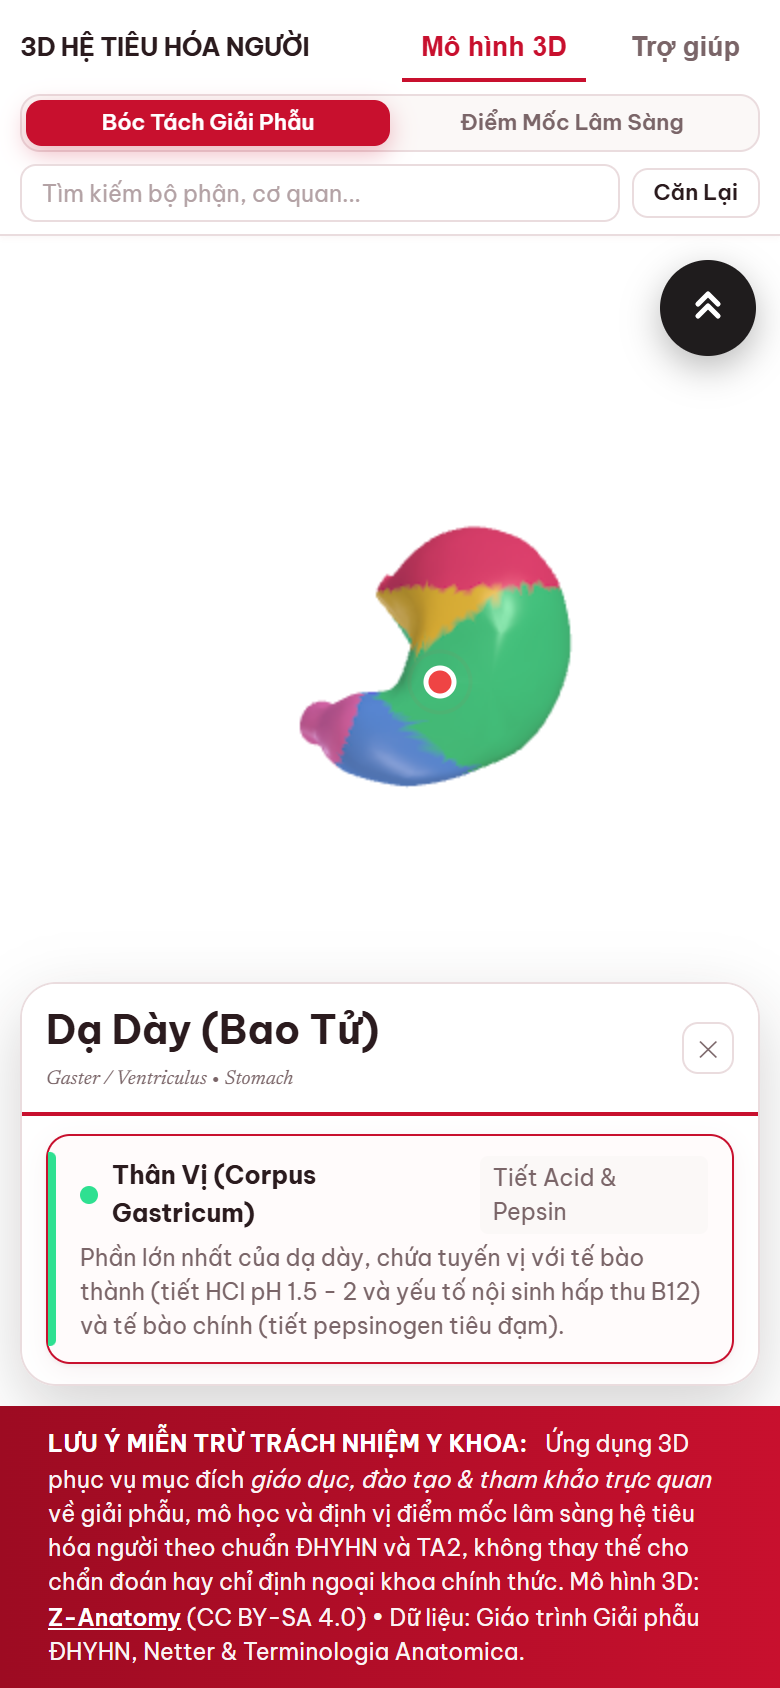 3D HỆ TIÊU HÓA NGƯỜI
Mô hình 3D
Trợ giúp
Bóc Tách Giải Phẫu
Điểm Mốc Lâm Sàng
Tìm kiếm bộ phận, cơ quan...
Căn Lại
Dạ Dày (Bao Tử)
Gaster / Ventriculus • Stomach
Thân Vị (Corpus
Gastricum)
Tiết Acid &
Pepsin
Phần lớn nhất của dạ dày, chứa tuyến vị với tế bào
thành (tiết HCl pH 1.5 - 2 và yếu tố nội sinh hấp thu B12)
và tế bào chính (tiết pepsinogen tiêu đạm).
LƯU Ý MIỄN TRỪ TRÁCH NHIỆM Y KHOA: Ứng dụng 3D
phục vụ mục đích giáo dục, đào tạo & tham khảo trực quan
về giải phẫu, mô học và định vị điểm mốc lâm sàng hệ tiêu
hóa người theo chuẩn ĐHYHN và TA2, không thay thế cho
chẩn đoán hay chỉ định ngoại khoa chính thức. Mô hình 3D:
Z-Anatomy (CC BY-SA 4.0) • Dữ liệu: Giáo trình Giải phẫu
ĐHYHN, Netter & Terminologia Anatomica.